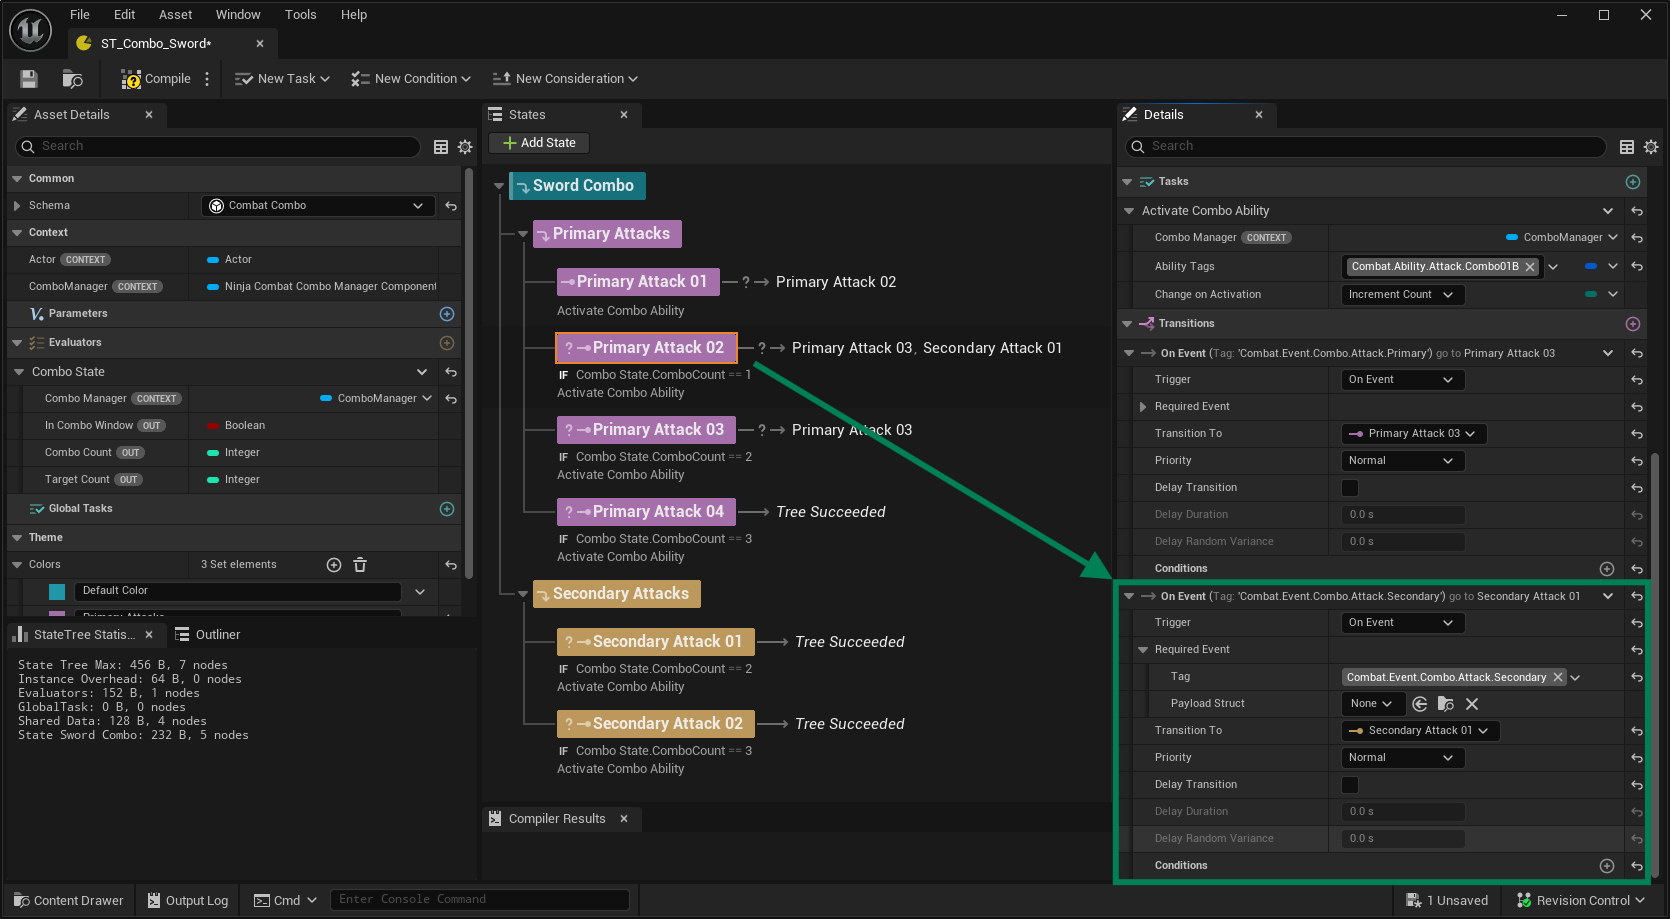 File Edit Asset Window Tools Help
ST_Combo_Sword*
Compile New Task New Condition New Consideration
Asset Details
Search
Common
Schema Combat Combo
Context
Actor CONTEXT Actor
ComboManager CONTEXT Ninja Combat Combo Manager Component
Parameters
Evaluators
Combo State
Combo Manager CONTEXT ComboManager
In Combo Window OUT Boolean
Combo Count OUT Integer
Target Count OUT Integer
Global Tasks
Theme
Colors 3 Set elements
Default Color
Primary Attacks
StateTree Statis... Outliner
State Tree Max: 456 B, 7 nodes
Instance Overhead: 64 B, 0 nodes
Evaluators: 152 B, 1 nodes
GlobalTask: 0 B, 0 nodes
Shared Data: 128 B, 4 nodes
State Sword Combo: 232 B, 5 nodes
States
Add State
Sword Combo
Primary Attacks
Primary Attack 01 ? Primary Attack 02
Activate Combo Ability
? Primary Attack 02 ? Primary Attack 03, Secondary Attack 01
IF Combo State.ComboCount == 1
Activate Combo Ability
? Primary Attack 03 ? Primary Attack 03
IF Combo State.ComboCount == 2
Activate Combo Ability
? Primary Attack 04 Tree Succeeded
IF Combo State.ComboCount == 3
Activate Combo Ability
Secondary Attacks
? Secondary Attack 01 Tree Succeeded
IF Combo State.ComboCount == 2
Activate Combo Ability
? Secondary Attack 02 Tree Succeeded
IF Combo State.ComboCount == 3
Activate Combo Ability
Compiler Results
Details
Search
Tasks
Activate Combo Ability
Combo Manager CONTEXT ComboManager
Ability Tags Combat.Ability.Attack.Combo01B
Change on Activation Increment Count
Transitions
On Event (Tag: 'Combat.Event.Combo.Attack.Primary') go to Primary Attack 03
Trigger On Event
Required Event
Transition To Primary Attack 03
Priority Normal
Delay Transition
Delay Duration 0.0 s
Delay Random Variance 0.0 s
Conditions
On Event (Tag: 'Combat.Event.Combo.Attack.Secondary') go to Secondary Attack 01
Trigger On Event
Required Event
Tag Combat.Event.Combo.Attack.Secondary
Payload Struct None
Transition To Secondary Attack 01
Priority Normal
Delay Transition
Delay Duration 0.0 s
Delay Random Variance 0.0 s
Conditions
Content Drawer Output Log Cmd Enter Console Command 1 Unsaved Revision Control